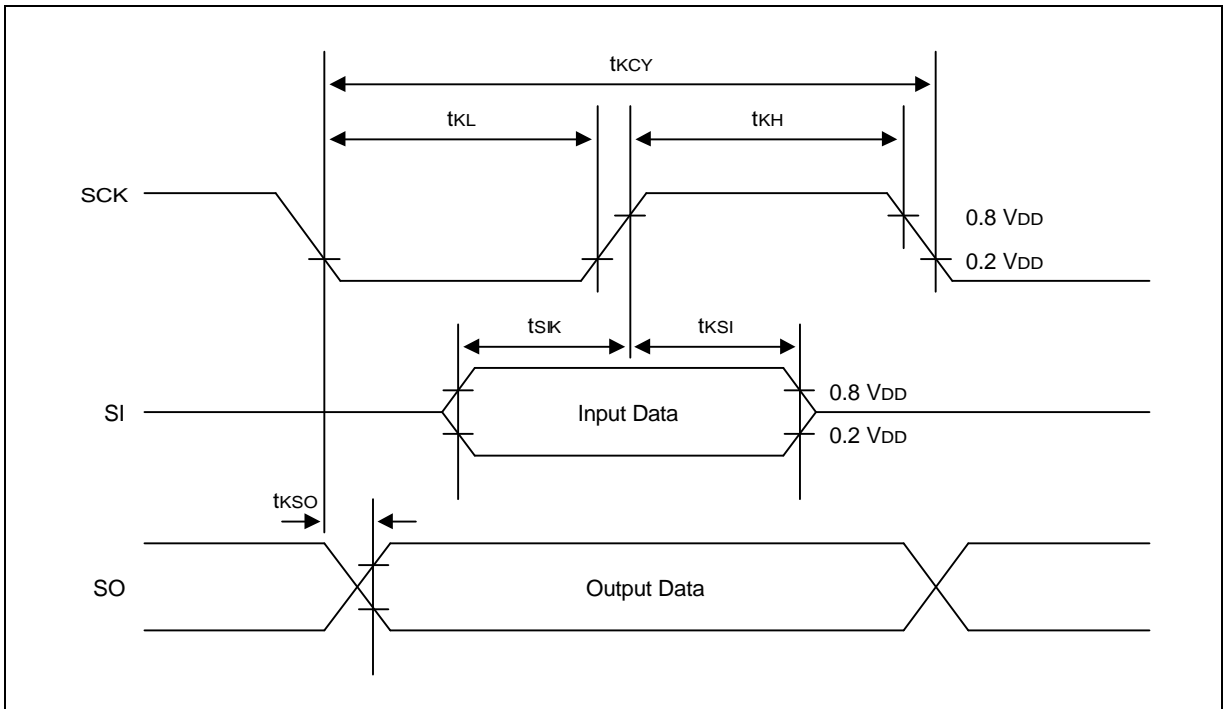 tKCY
tKL
tKH
SCK
0.8 VDD
0.2 VDD
tSIK
tKSI
SI
Input Data
0.8 VDD
0.2 VDD
tKSO
SO
Output Data